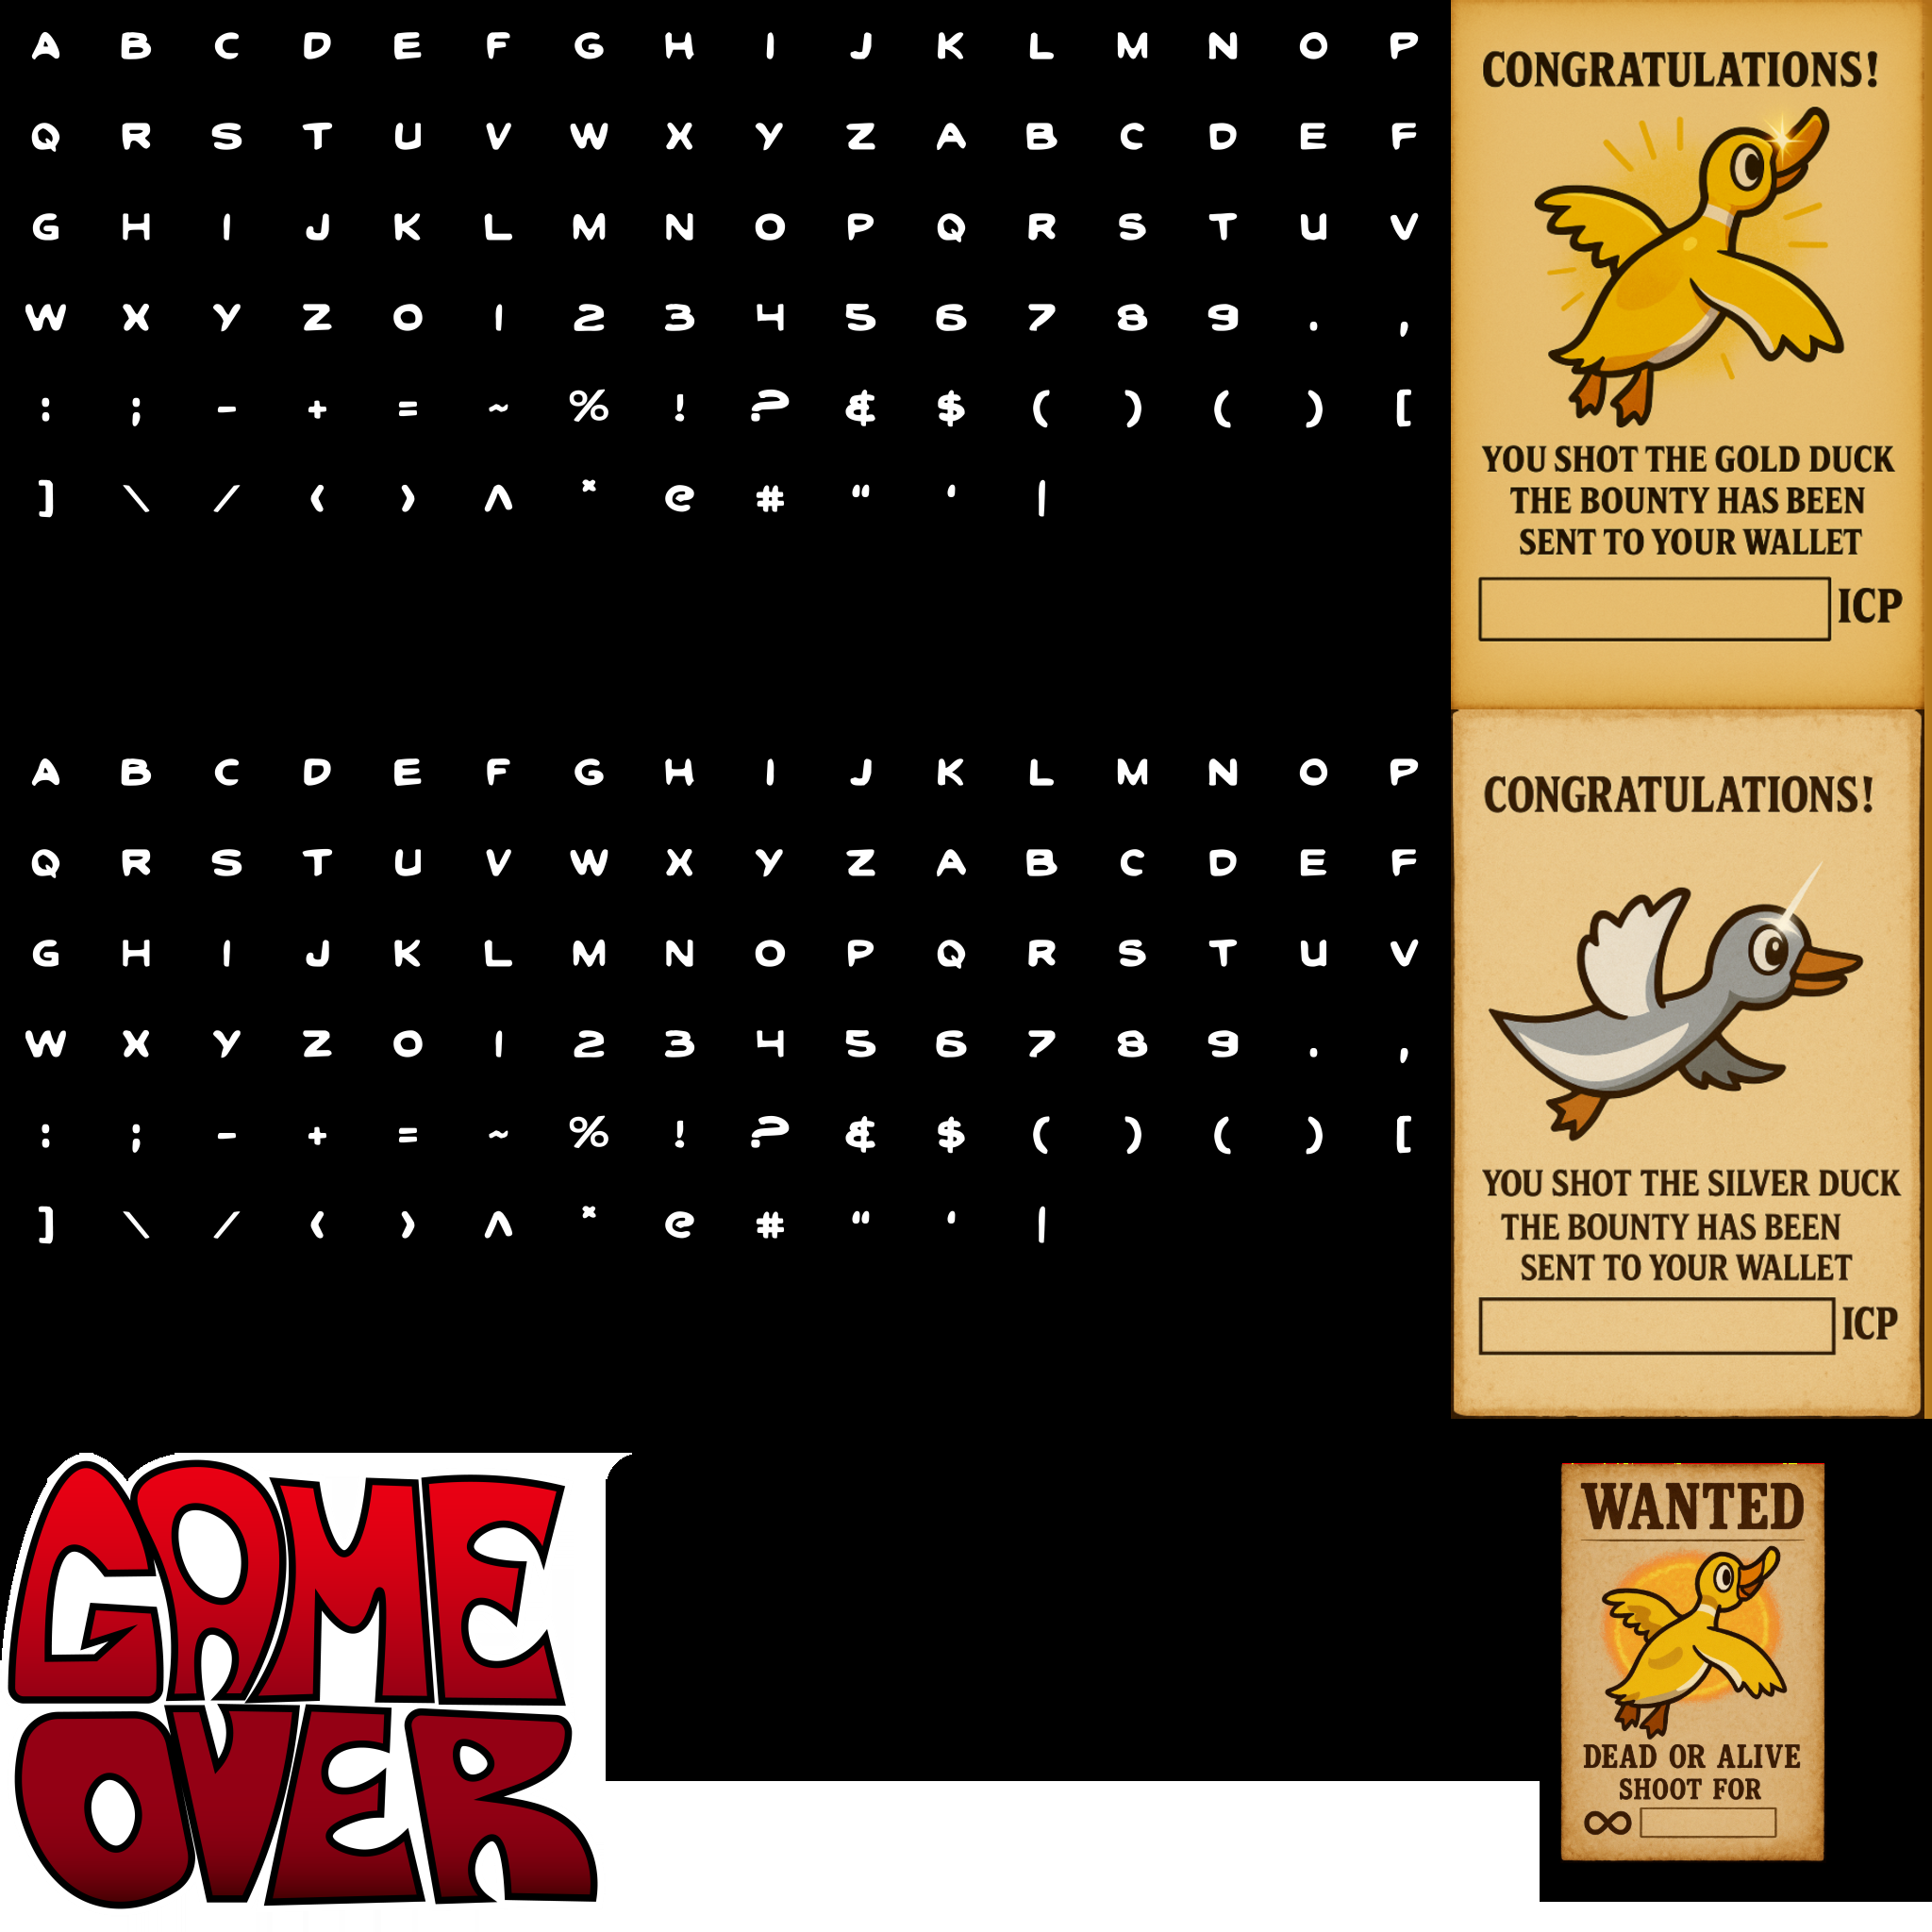 A B C D E F G H I J K L M N O P
Q R S T U V W X Y Z A B C D E F
G H I J K L M N O P Q R S T U V
W X Y Z 0 1 2 3 4 5 6 7 8 9 . ,
: ; - + = ~ % ! ? & $ ( ) ( ) [
] \ / < > ^ * @ # " ' |
CONGRATULATIONS!
YOU SHOT THE GOLD DUCK
THE BOUNTY HAS BEEN
SENT TO YOUR WALLET
ICP
A B C D E F G H I J K L M N O P
Q R S T U V W X Y Z A B C D E F
G H I J K L M N O P Q R S T U V
W X Y Z 0 1 2 3 4 5 6 7 8 9 . ,
: ; - + = ~ % ! ? & $ ( ) ( ) [
] \ / < > ^ * @ # " ' |
CONGRATULATIONS!
YOU SHOT THE SILVER DUCK
THE BOUNTY HAS BEEN
SENT TO YOUR WALLET
ICP
GAME
OVER
WANTED
DEAD OR ALIVE
SHOOT FOR
∞